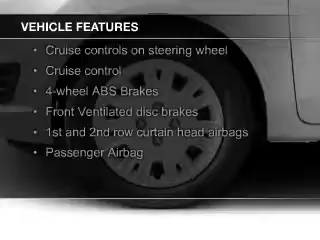 VEHICLE FEATURES
• Cruise controls on steering wheel
• Cruise control
• 4-wheel ABS Brakes
• Front Ventilated disc brakes
• 1st and 2nd row curtain head airbags
• Passenger Airbag